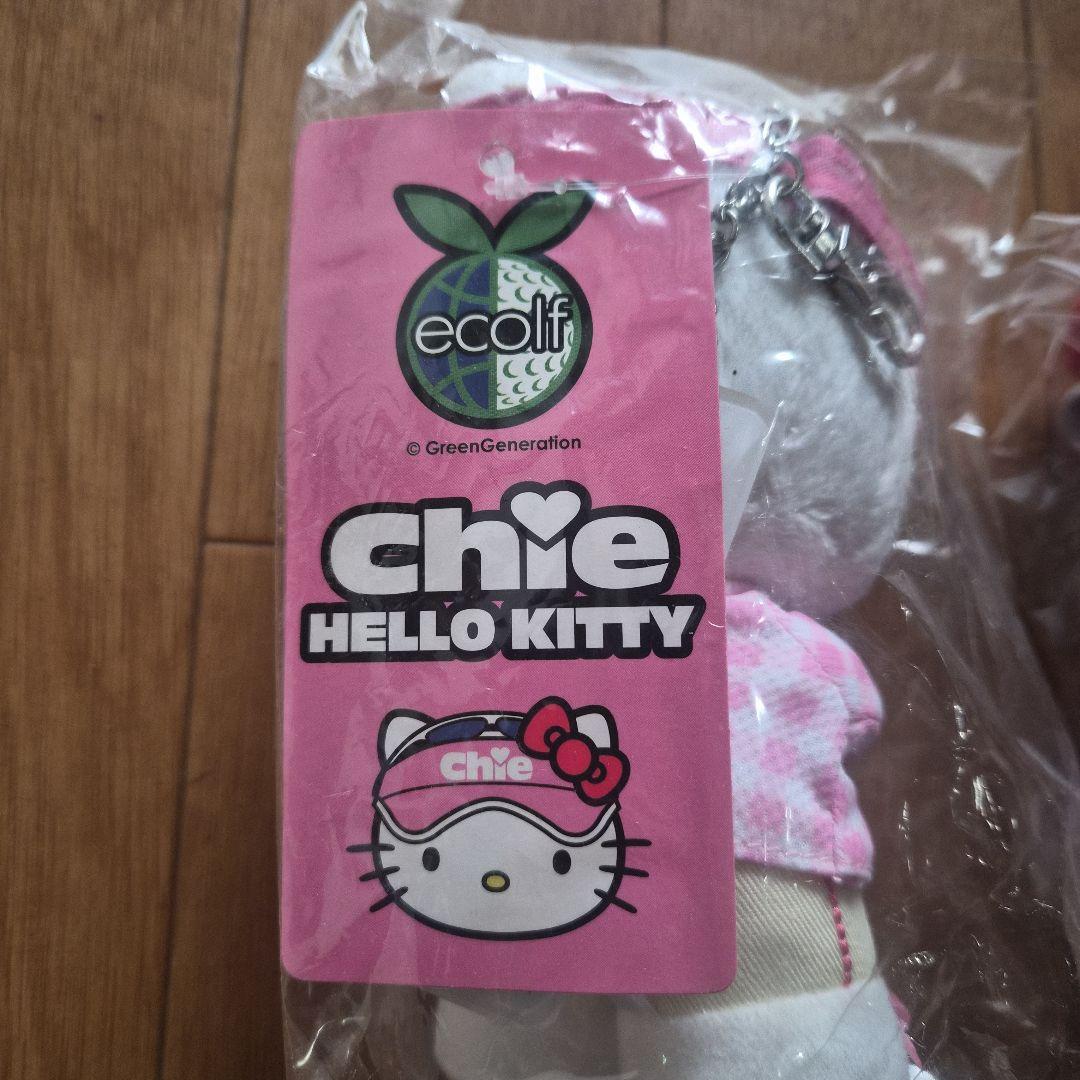 ecolf
© GreenGeneration
Chie
HELLO KITTY
Chie